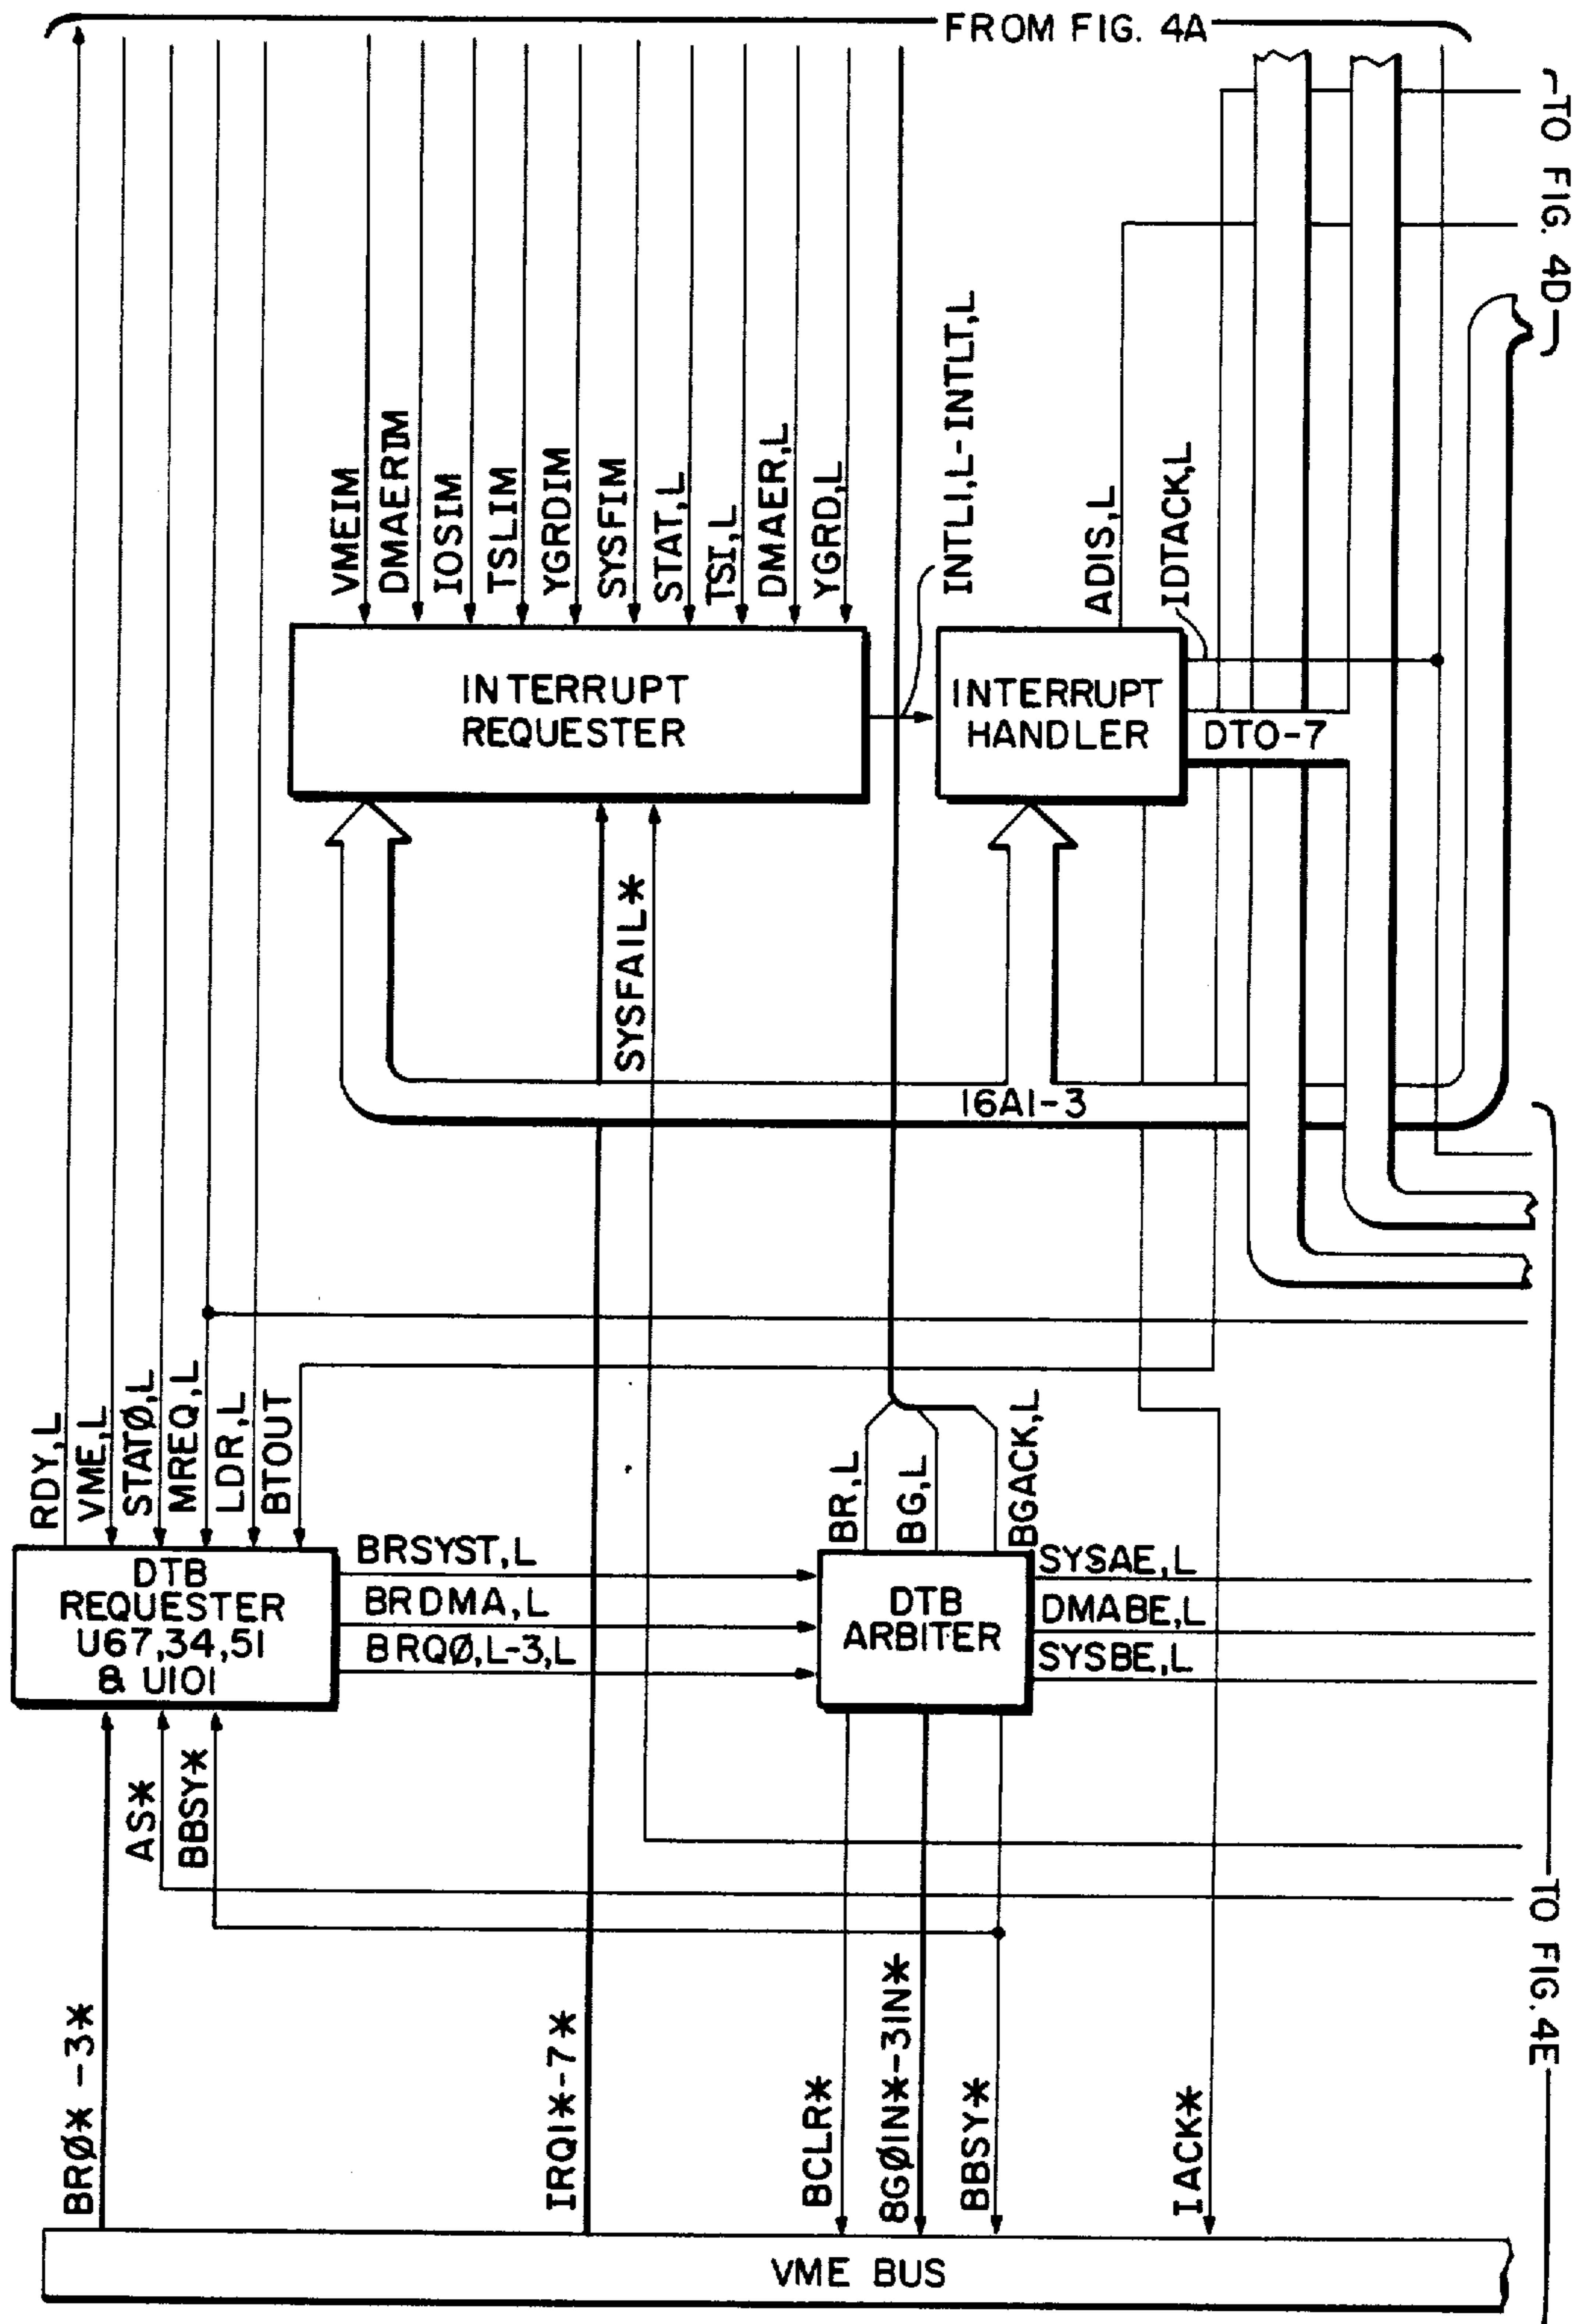 FROM FIG. 4A
TO FIG. 4D
VMEIM
DMAERIM
IOSIM
TSLIM
YGRDIM
SYSFIM
STAT,L
TSI,L
DMAER,L
YGRD,L
INTLI,L-INTLT,L
ADIS,L
IDTACK,L
INTERRUPT
REQUESTER
INTERRUPT
HANDLER
DTO-7
SYSFAIL*
16A1-3
RDY,L
VME,L
STATØ,L
MREQ,L
LDR,L
BTOUT
BR,L
BG,L
BGACK,L
DTB
REQUESTER
U67,34,51
& U101
BRSYST,L
BRDMA,L
BRQØ,L-3,L
DTB
ARBITER
SYSAE,L
DMABE,L
SYSBE,L
AS*
BBSY*
TO FIG. 4E
BRØ*-3*
IRQ1*-7*
BCLR*
BGØIN*-3IN*
BBSY*
IACK*
VME BUS